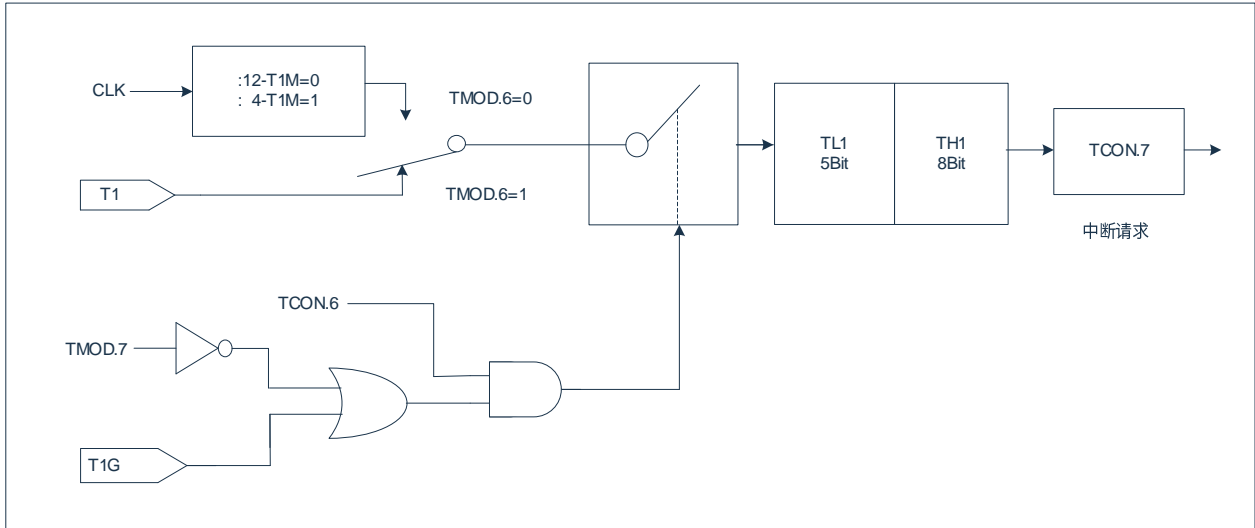 :12-T1M=0
: 4-T1M=1
CLK
TMOD.6=0
TL1
5Bit
TH1
8Bit
TCON.7
T1
TMOD.6=1
中断请求
TCON.6
TMOD.7
T1G